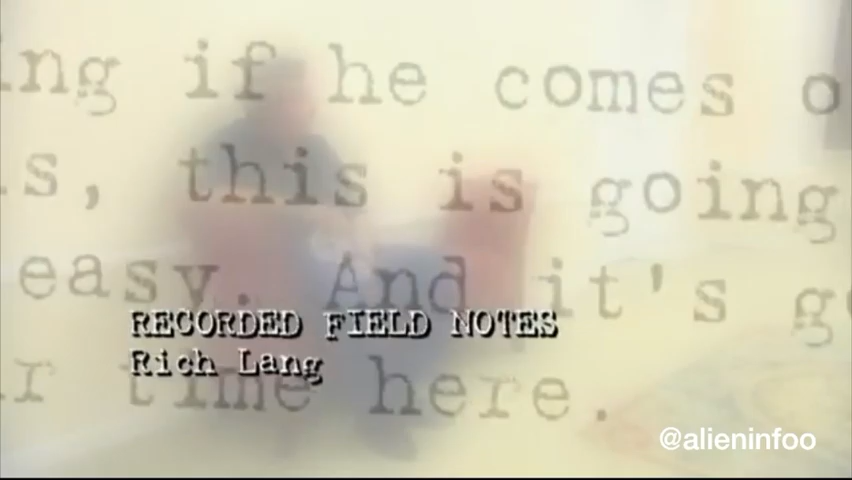 ing if he comes o
s, this is going
easy. And it's g
RECORDED FIELD NOTES
Rich Lang
r time here.
@alieninfoo